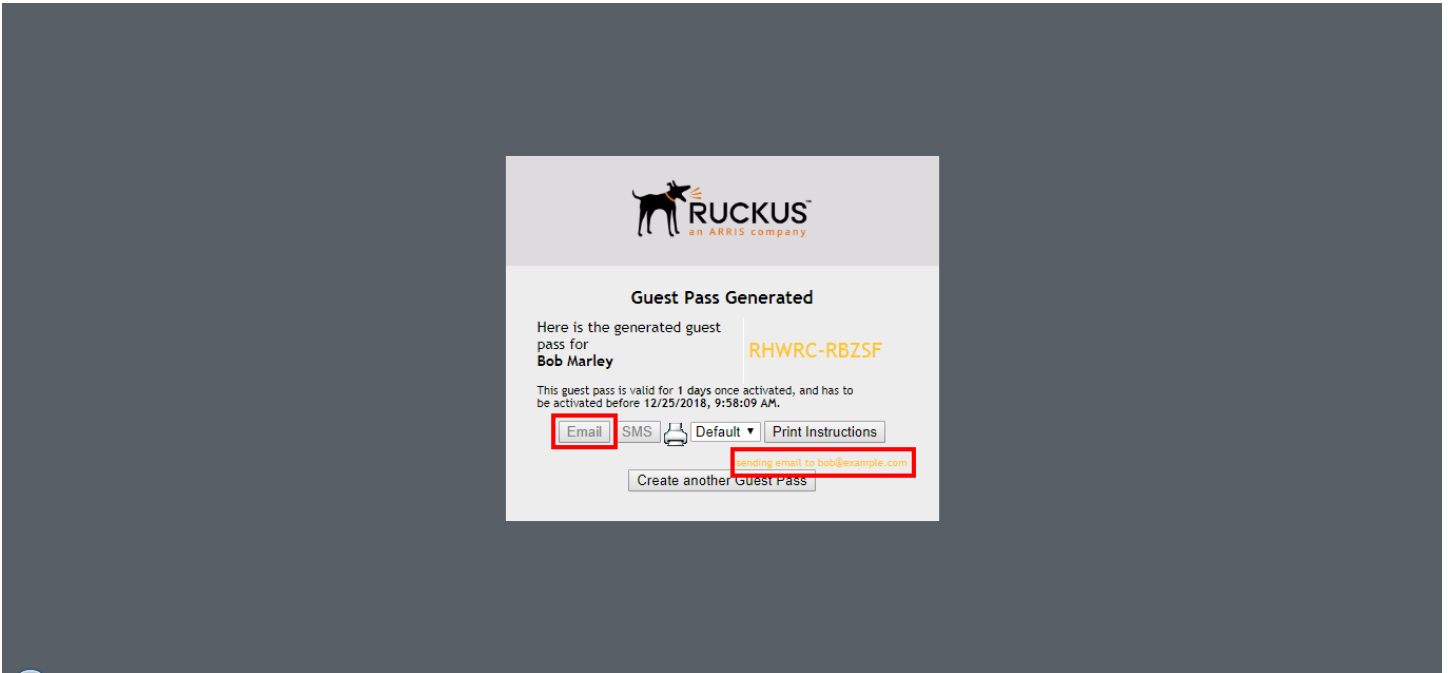 RUCKUS™
an ARRIS company
Guest Pass Generated
Here is the generated guest
pass for
Bob Marley
RHWRC-RBZSF
This guest pass is valid for 1 days once activated, and has to
be activated before 12/25/2018, 9:58:09 AM.
Email SMS Default Print Instructions
sending email to bob@example.com
Create another Guest Pass